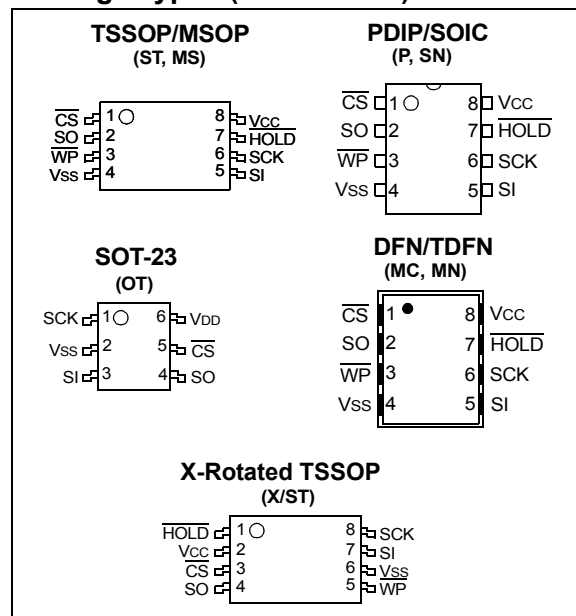 TSSOP/MSOP
(ST, MS)
CS 1 8 VCC
SO 2 7 HOLD
WP 3 6 SCK
VSS 4 5 SI
PDIP/SOIC
(P, SN)
CS 1 8 VCC
SO 2 7 HOLD
WP 3 6 SCK
VSS 4 5 SI
SOT-23
(OT)
SCK 1 6 VDD
VSS 2 5 CS
SI 3 4 SO
DFN/TDFN
(MC, MN)
CS 1 8 VCC
SO 2 7 HOLD
WP 3 6 SCK
VSS 4 5 SI
X-Rotated TSSOP
(X/ST)
HOLD 1 8 SCK
VCC 2 7 SI
CS 3 6 VSS
SO 4 5 WP